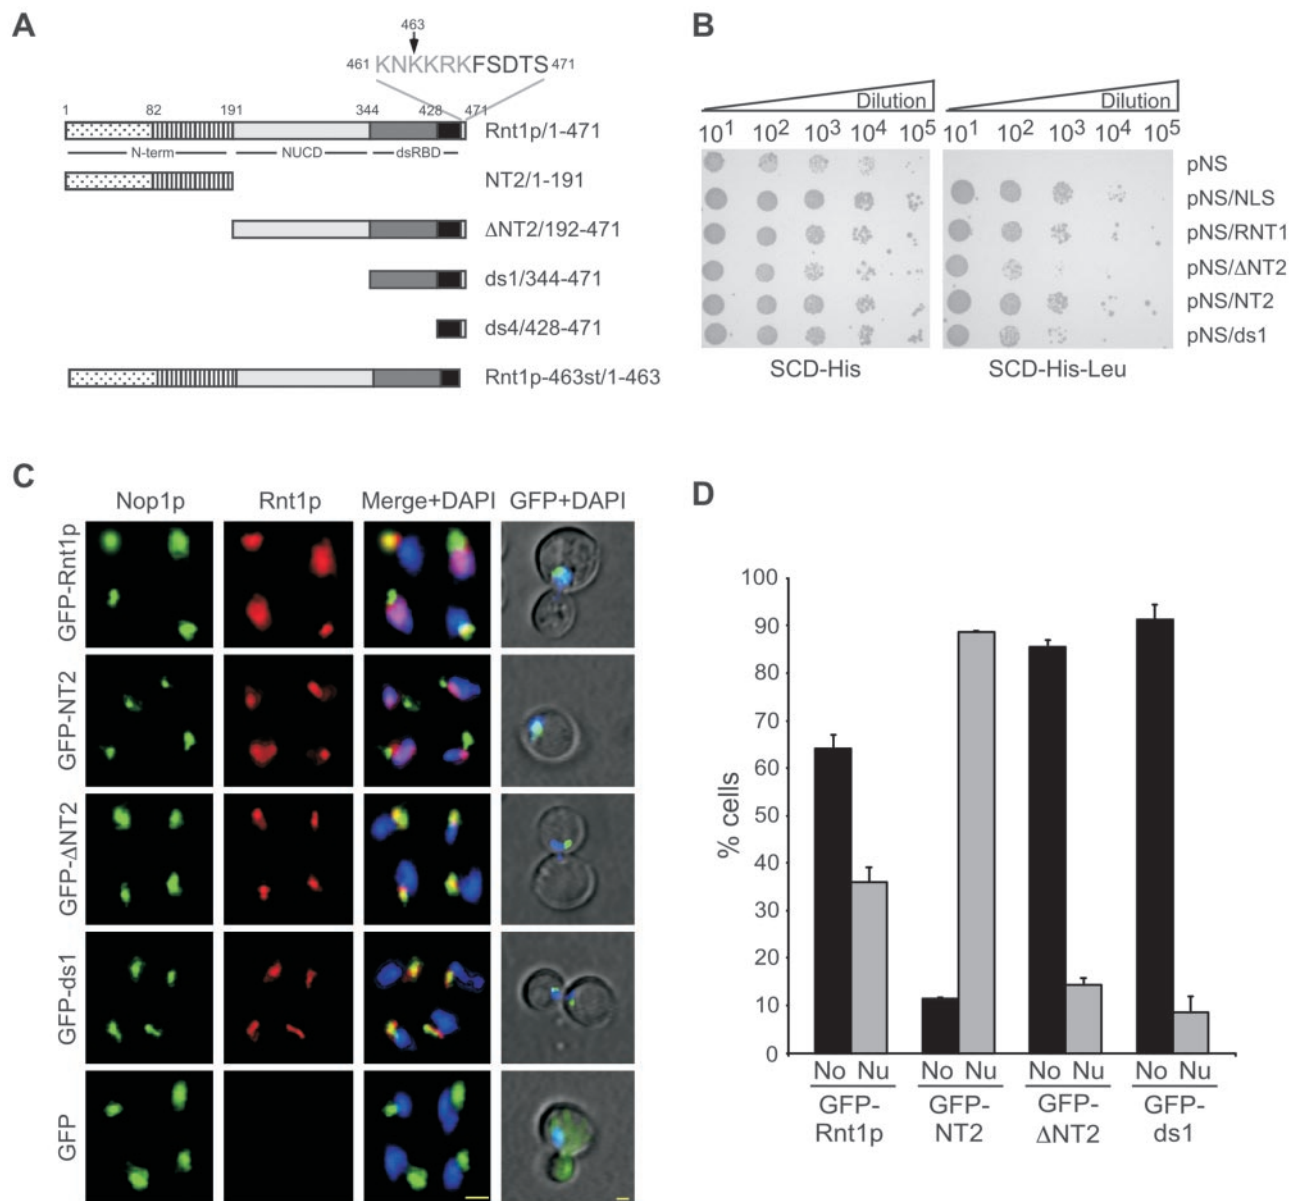 A
463
461 KNKKRKFSDTS 471
1 82 191 344 428 471
Rnt1p/1-471
N-term NUCD dsRBD
NT2/1-191
ΔNT2/192-471
ds1/344-471
ds4/428-471
Rnt1p-463st/1-463
B
Dilution Dilution
10¹ 10² 10³ 10⁴ 10⁵ 10¹ 10² 10³ 10⁴ 10⁵
pNS
pNS/NLS
pNS/RNT1
pNS/ΔNT2
pNS/NT2
pNS/ds1
SCD-His SCD-His-Leu
C
Nop1p Rnt1p Merge+DAPI GFP+DAPI
GFP-Rnt1p
GFP-NT2
GFP-ΔNT2
GFP-ds1
GFP
D
% cells
100
90
80
70
60
50
40
30
20
10
0
No Nu No Nu No Nu No Nu
GFP- GFP- GFP- GFP-
Rnt1p NT2 ΔNT2 ds1